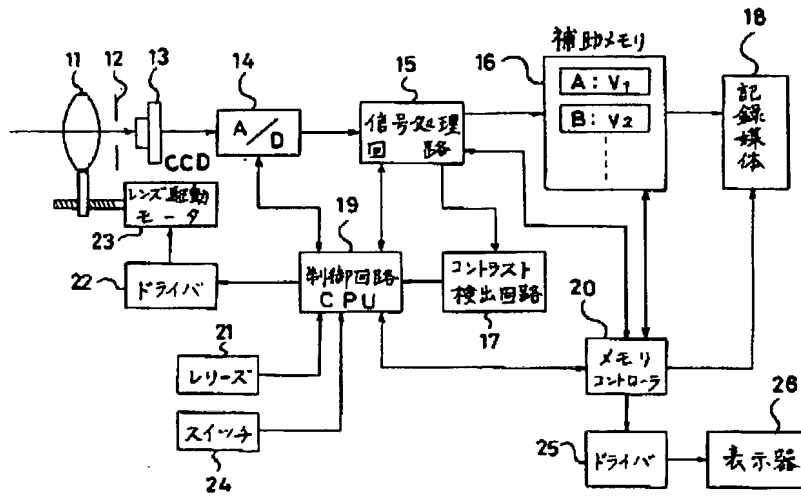 補助メモリ
18
11
12
13
14
15
16
A/D
信号処理
回路
A：V1
B：V2
記録媒体
CCD
レンズ駆動
モータ
23
19
制御回路
CPU
コントラスト
検出回路
17
22
ドライバ
20
メモリ
コントローラ
21
レリーズ
26
スイッチ
24
25
ドライバ
表示器